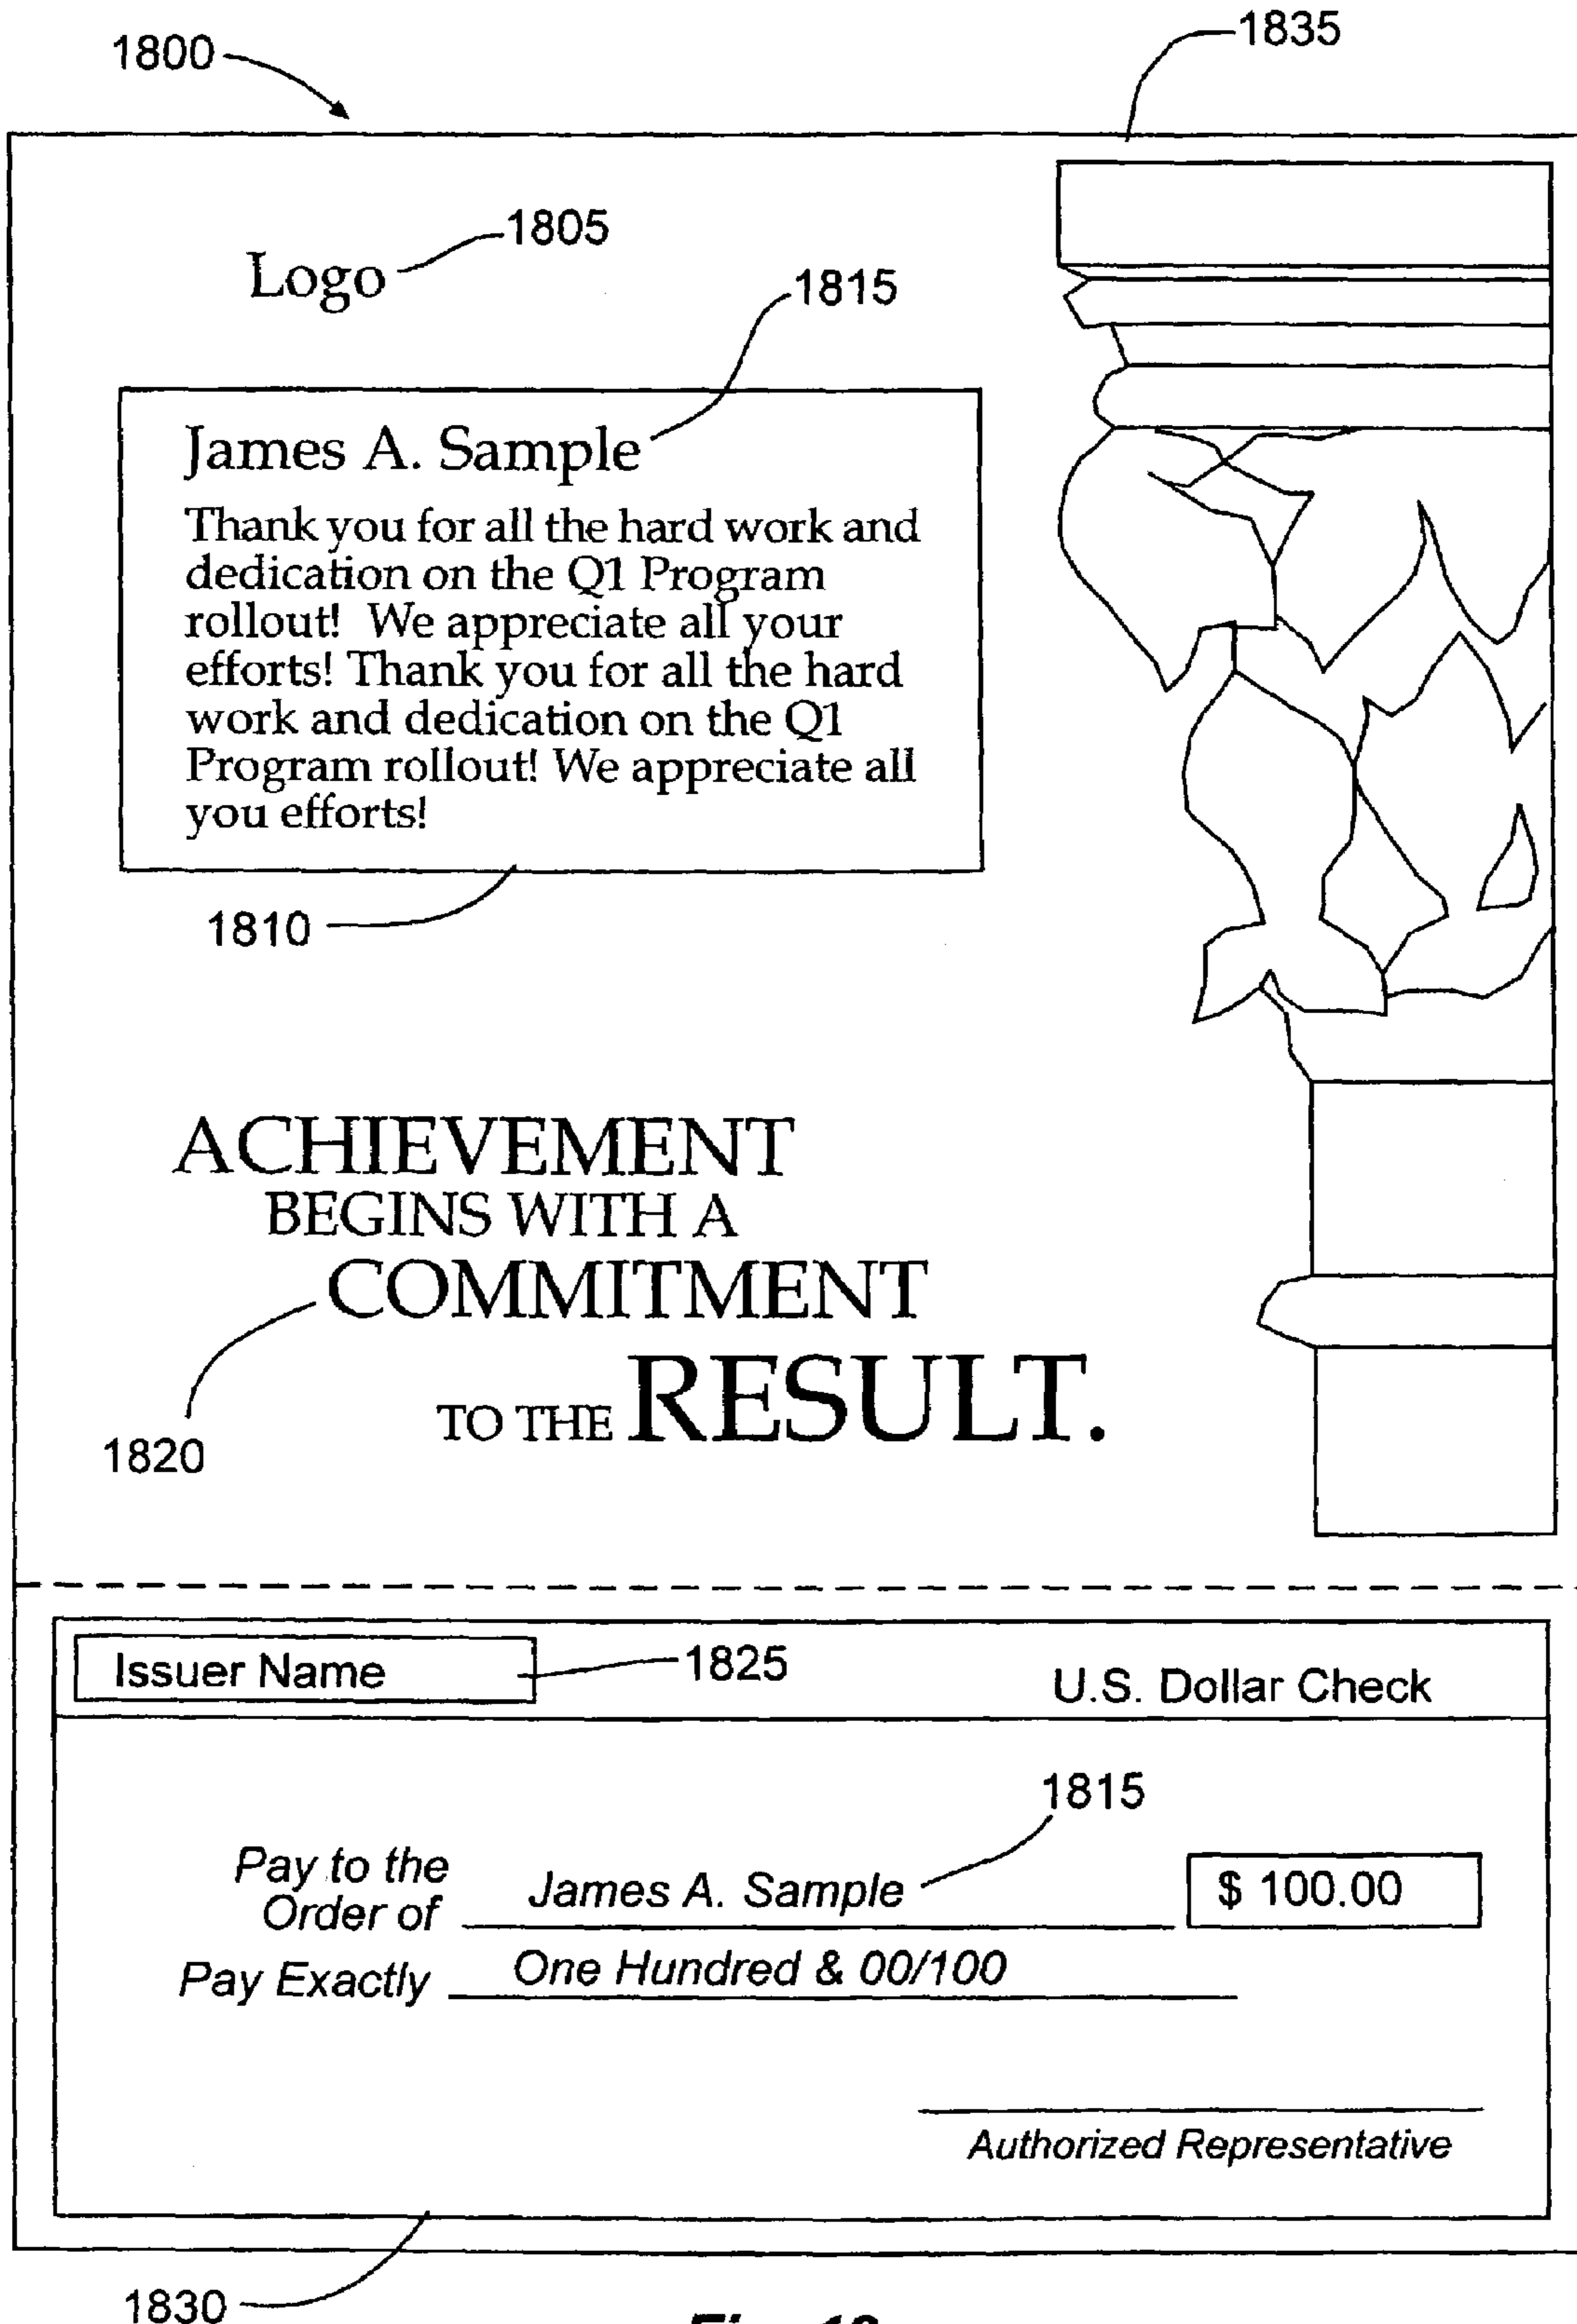 1800
1835
1805
Logo
1815
James A. Sample
Thank you for all the hard work and
dedication on the Q1 Program
rollout! We appreciate all your
efforts! Thank you for all the hard
work and dedication on the Q1
Program rollout! We appreciate all
you efforts!
1810
ACHIEVEMENT
BEGINS WITH A
COMMITMENT
TO THE RESULT.
1820
Issuer Name
1825
U.S. Dollar Check
1815
Pay to the
Order of
James A. Sample
$ 100.00
Pay Exactly
One Hundred & 00/100
Authorized Representative
1830